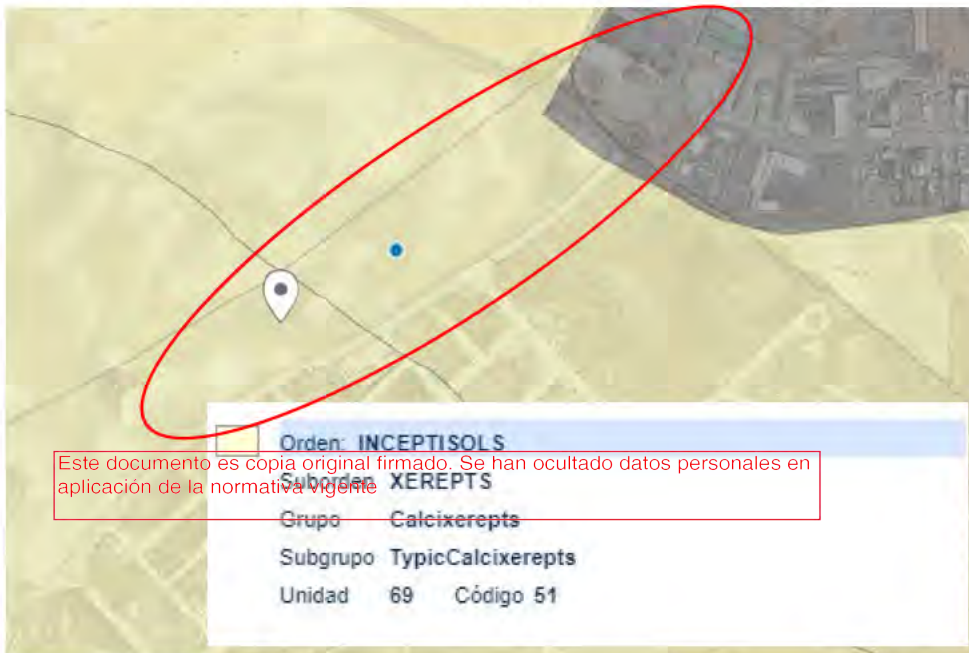 Orden: INCEPTISOLS
Este documento es copia original firmado. Se han ocultado datos personales en
aplicación de la normativa vigente
Suborden XEREPTS
Grupo Calcixerepts
Subgrupo TypicCalcixerepts
Unidad 69 Código 51